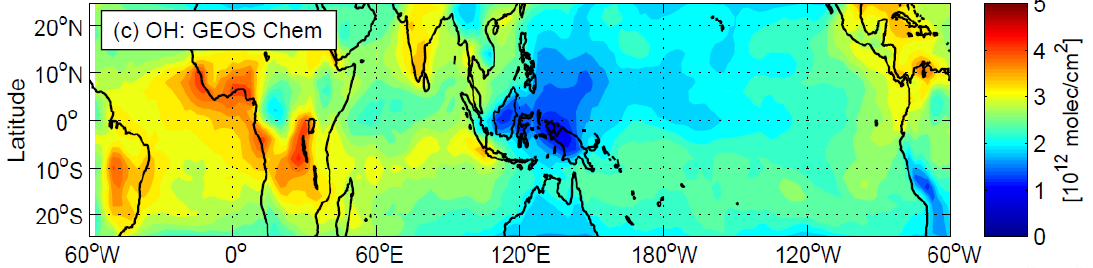 (c) OH: GEOS Chem
Latitude
20°N
10°N
0°
10°S
20°S
60°W 0° 60°E 120°E 180°W 120°W 60°W
5
4
3
2
1
0
[10¹² molec/cm²]